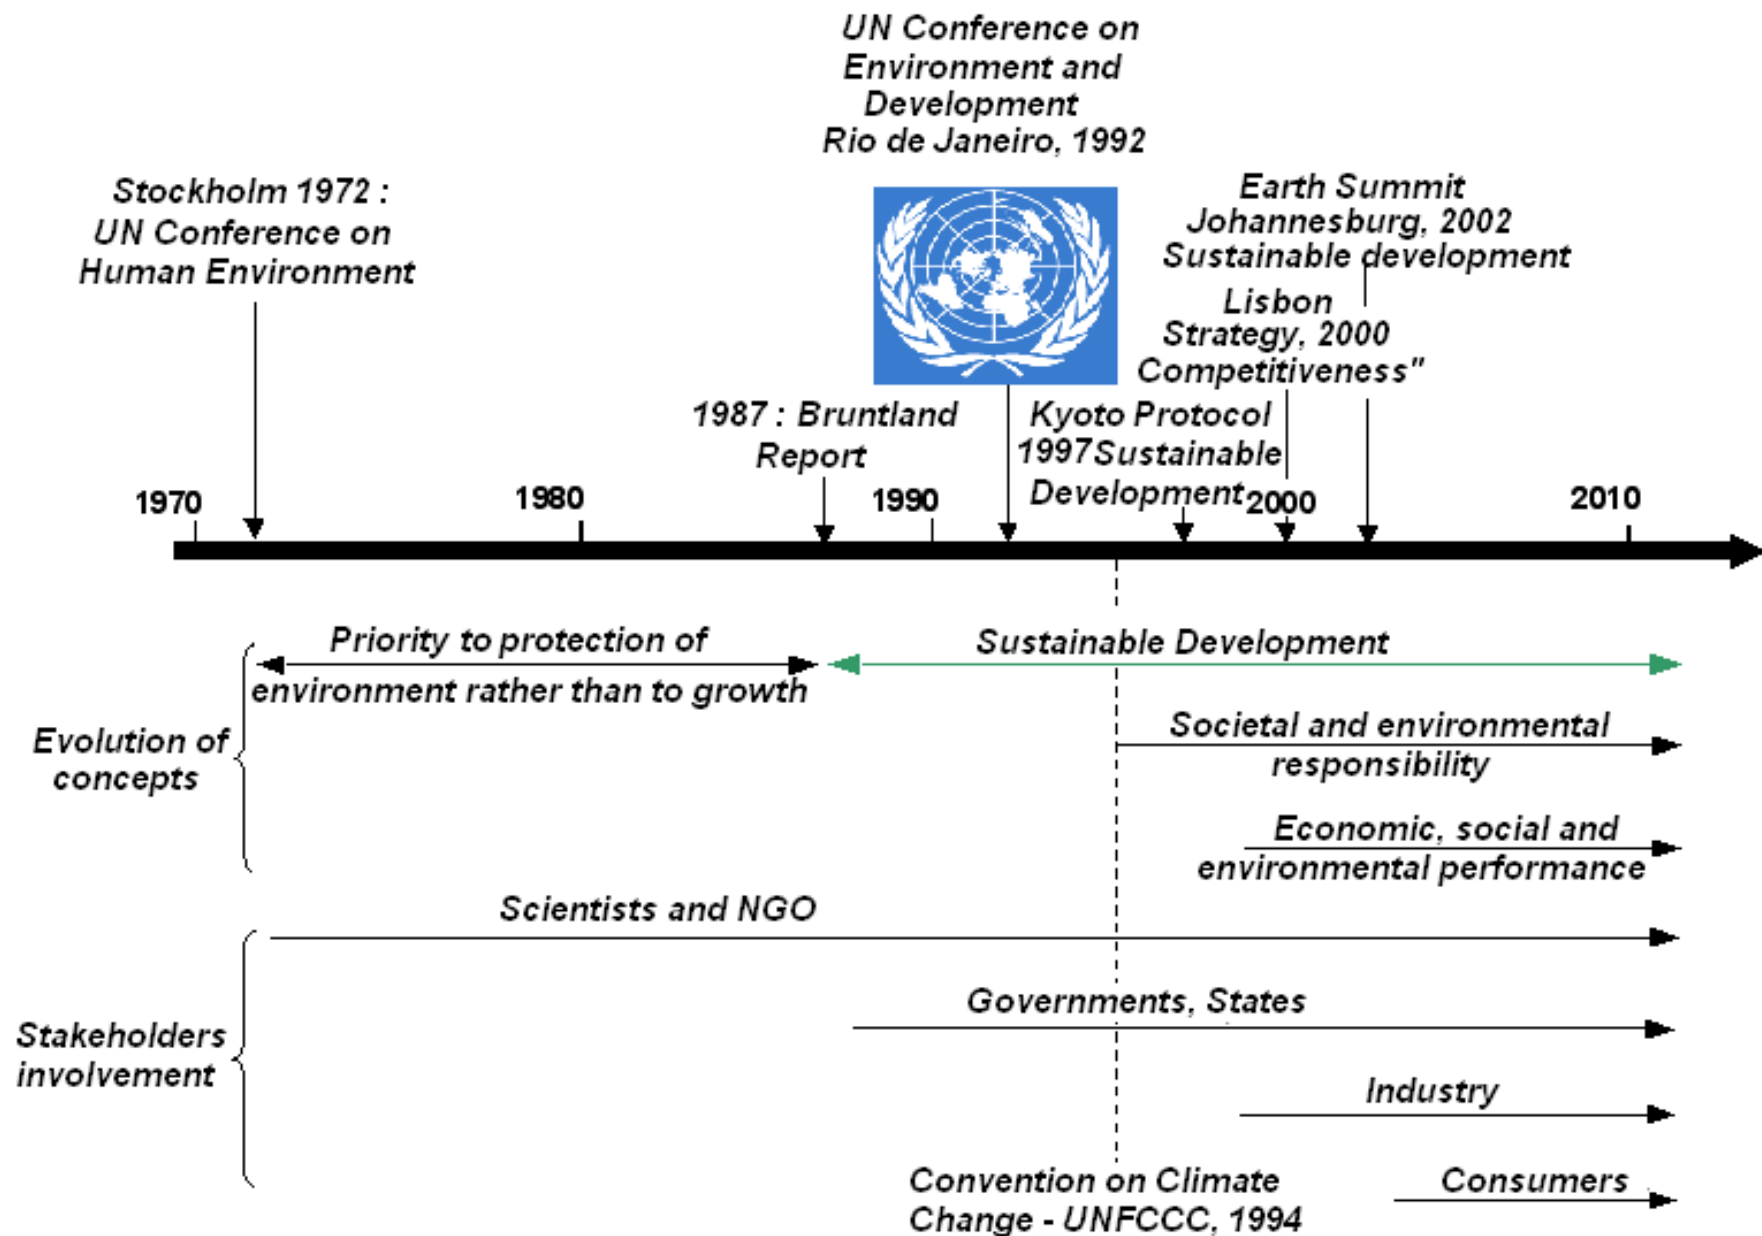 UN Conference on
Environment and
Development
Rio de Janeiro, 1992
Stockholm 1972 :
UN Conference on
Human Environment
Earth Summit
Johannesburg, 2002
Sustainable development
Lisbon
Strategy, 2000
Competitiveness"
1987 : Bruntland
Report
Kyoto Protocol
1997 Sustainable
Development
1970
1980
1990
2000
2010
Priority to protection of
environment rather than to growth
Sustainable Development
Societal and environmental
responsibility
Evolution of
concepts
Economic, social and
environmental performance
Scientists and NGO
Governments, States
Stakeholders
involvement
Industry
Convention on Climate
Change - UNFCCC, 1994
Consumers